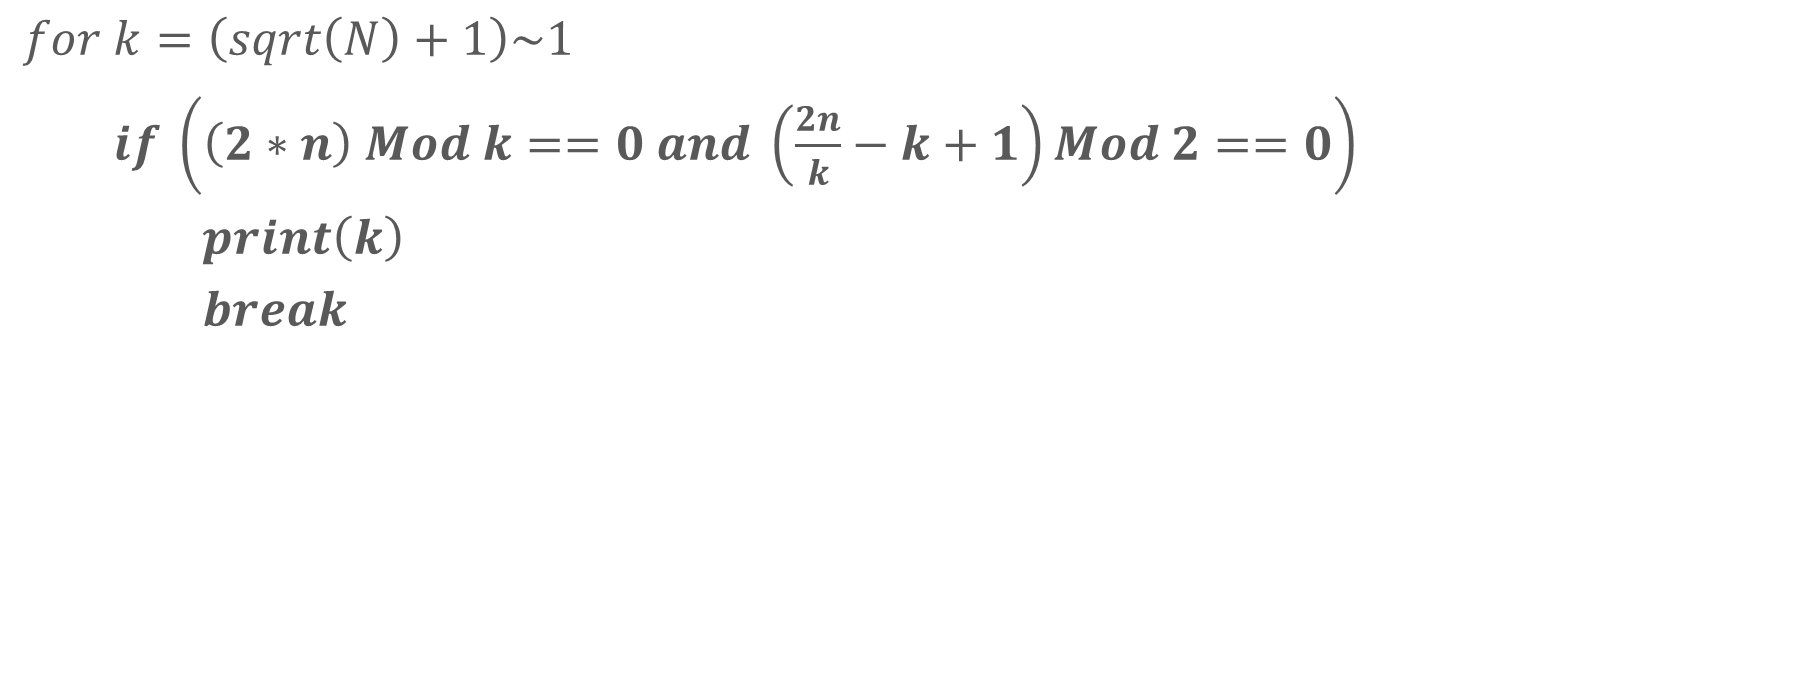 for k = (sqrt(N) + 1)~1
if ((2 ∗ n) Mod k == 0 and (2n/k − k + 1) Mod 2 == 0)
print(k)
break